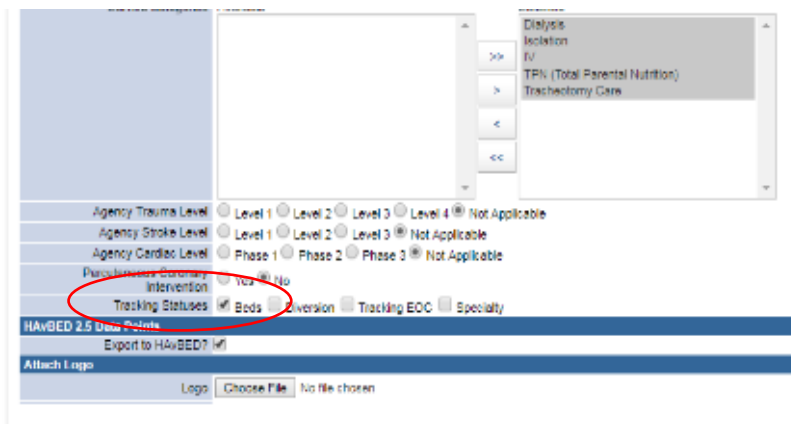 Dialysis
Isolation
IV
TPN (Total Parental Nutrition)
Tracheotomy Care
>>
>
<
<<
Agency Trauma Level Level 1 Level 2 Level 3 Level 4 Not Applicable
Agency Stroke Level Level 1 Level 2 Level 3 Not Applicable
Agency Cardiac Level Phase 1 Phase 2 Phase 3 Not Applicable
Percutaneous Coronary
Intervention Yes No
Tracking Statuses Beds Diversion Tracking EOC Specialty
HAvBED 2.5 Data Points
Export to HAvBED?
Attach Logo
Logo Choose File No file chosen